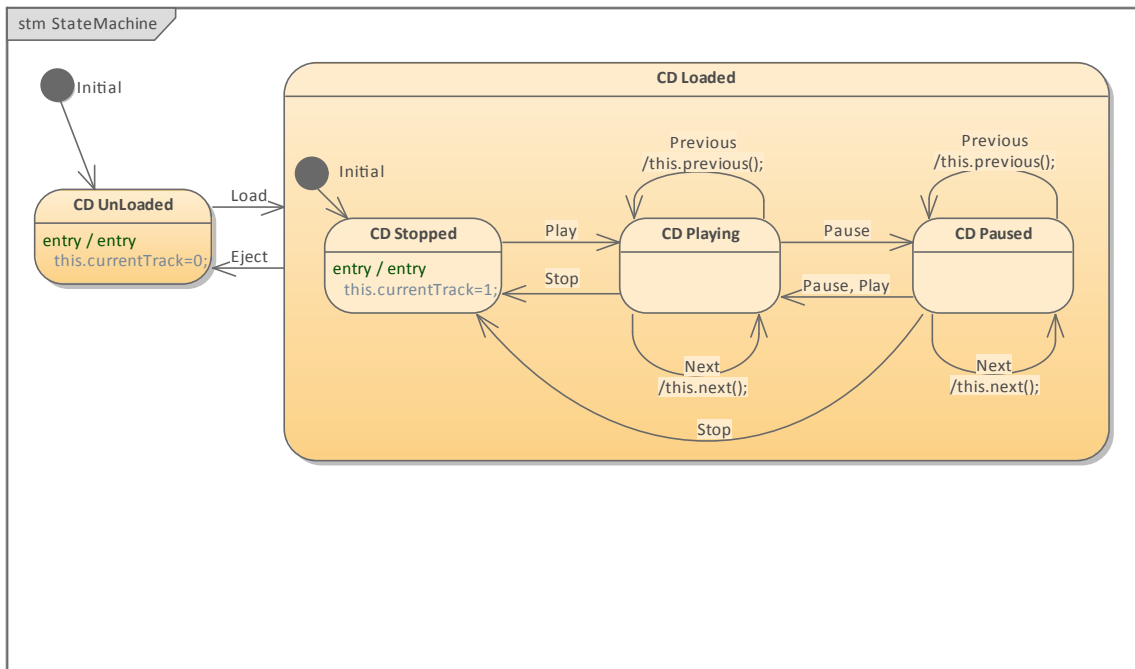 stm StateMachine
Initial
CD UnLoaded
entry / entry
this.currentTrack=0;
Load
Eject
CD Loaded
Initial
CD Stopped
entry / entry
this.currentTrack=1;
Play
Stop
Previous
/this.previous();
CD Playing
Next
/this.next();
Pause
Pause, Play
Previous
/this.previous();
CD Paused
Next
/this.next();
Stop